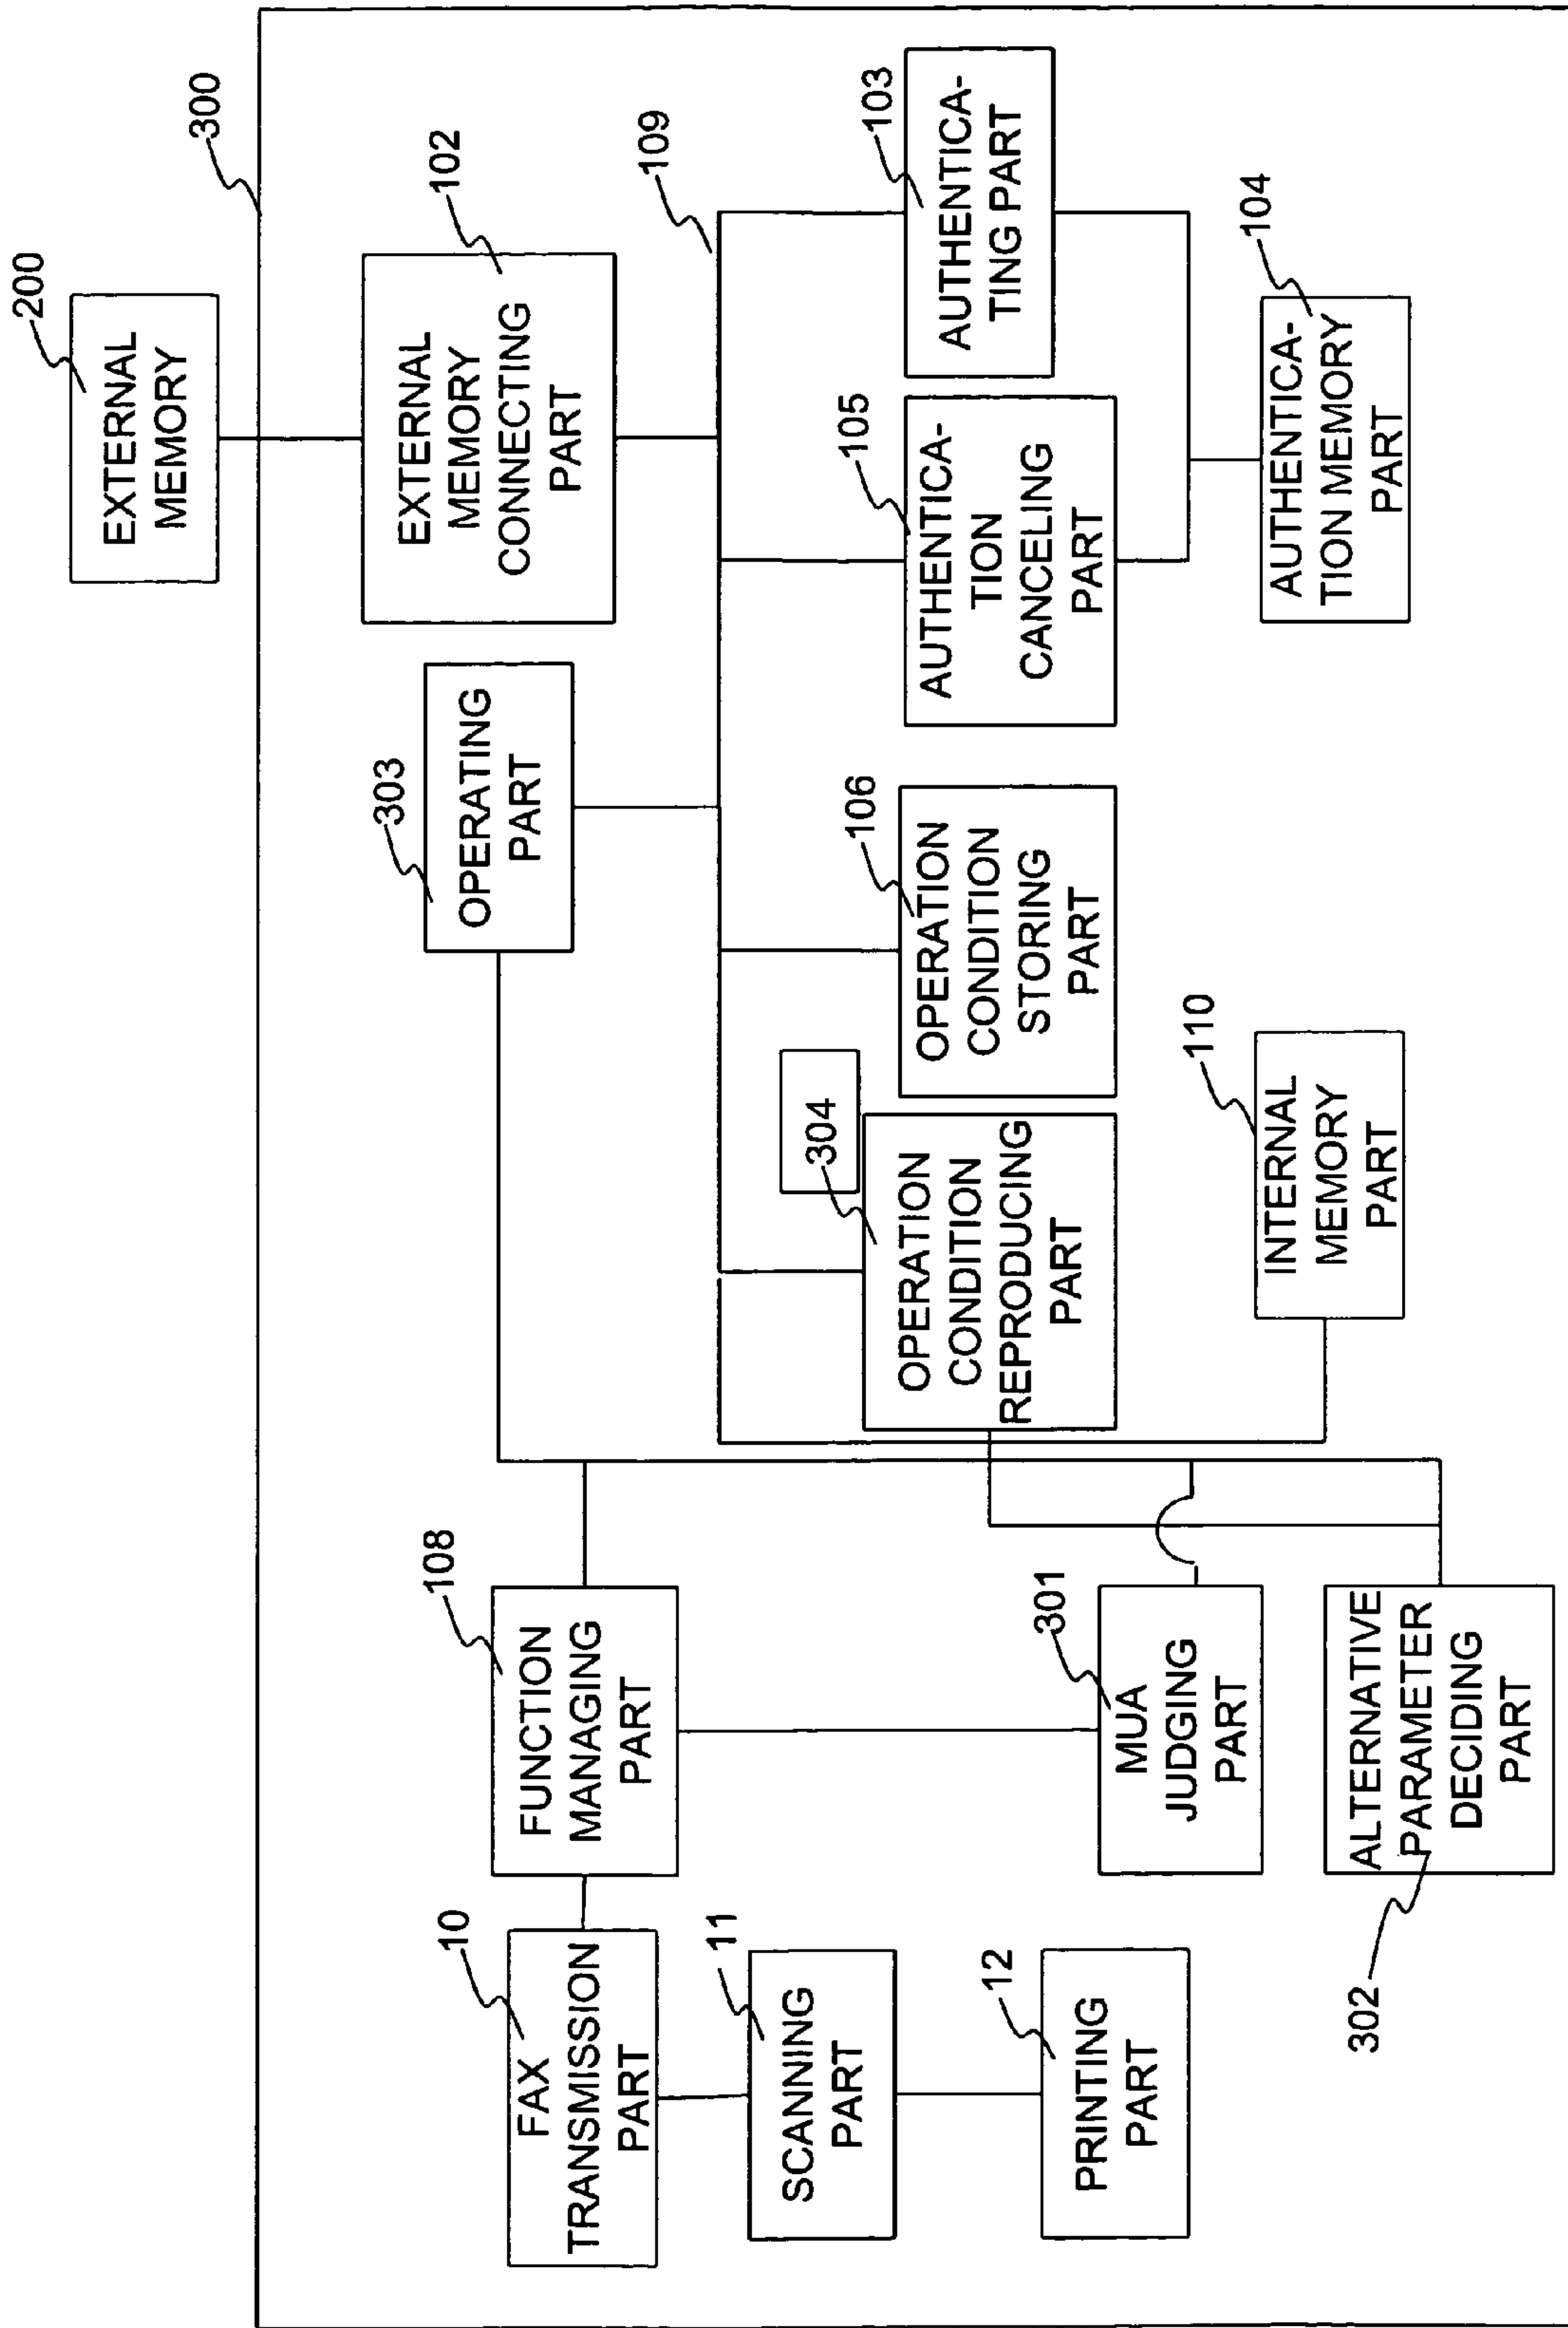 200
EXTERNAL
MEMORY
300
102
EXTERNAL
MEMORY
CONNECTING
PART
109
303
OPERATING
PART
103
AUTHENTICA-
TING PART
105
AUTHENTICA-
TION
CANCELING
PART
104
AUTHENTICA-
TION MEMORY
PART
106
OPERATION
CONDITION
STORING
PART
304
OPERATION
CONDITION
REPRODUCING
PART
110
INTERNAL
MEMORY
PART
108
FUNCTION
MANAGING
PART
301
MUA
JUDGING
PART
302
ALTERNATIVE
PARAMETER
DECIDING
PART
10
FAX
TRANSMISSION
PART
11
SCANNING
PART
12
PRINTING
PART